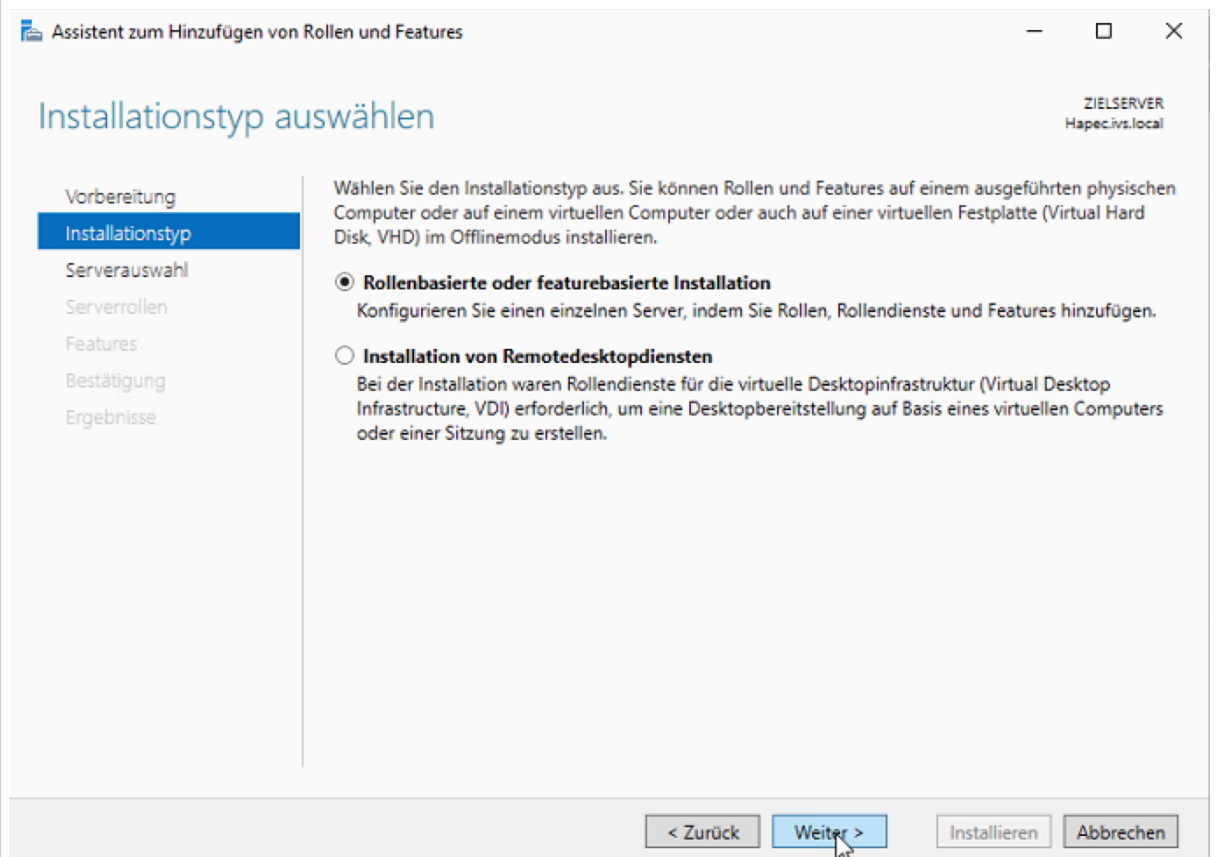 Assistent zum Hinzufügen von Rollen und Features
Installationstyp auswählen
ZIELSERVER
Hapec.ivs.local
Vorbereitung
Installationstyp
Serverauswahl
Serverrollen
Features
Bestätigung
Ergebnisse
Wählen Sie den Installationstyp aus. Sie können Rollen und Features auf einem ausgeführten physischen
Computer oder auf einem virtuellen Computer oder auch auf einer virtuellen Festplatte (Virtual Hard
Disk, VHD) im Offlinemodus installieren.
Rollenbasierte oder featurebasierte Installation
Konfigurieren Sie einen einzelnen Server, indem Sie Rollen, Rollendienste und Features hinzufügen.
Installation von Remotedesktopdiensten
Bei der Installation waren Rollendienste für die virtuelle Desktopinfrastruktur (Virtual Desktop
Infrastructure, VDI) erforderlich, um eine Desktopbereitstellung auf Basis eines virtuellen Computers
oder einer Sitzung zu erstellen.
< Zurück
Weiter >
Installieren
Abbrechen